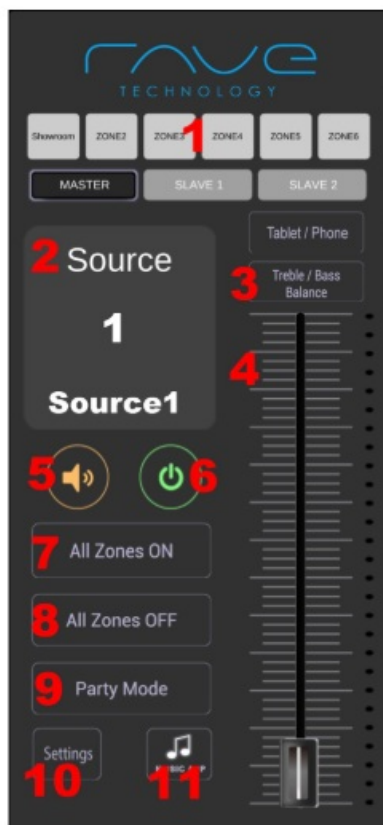 rave
TECHNOLOGY
Showroom ZONE2 ZONE3 1 ZONE4 ZONE5 ZONE6
MASTER SLAVE 1 SLAVE 2
Tablet / Phone
2 Source
3 Treble / Bass
Balance
1
4
Source1
5 6
7 All Zones ON
8 All Zones OFF
9 Party Mode
Settings
MUSIC APP
10 11